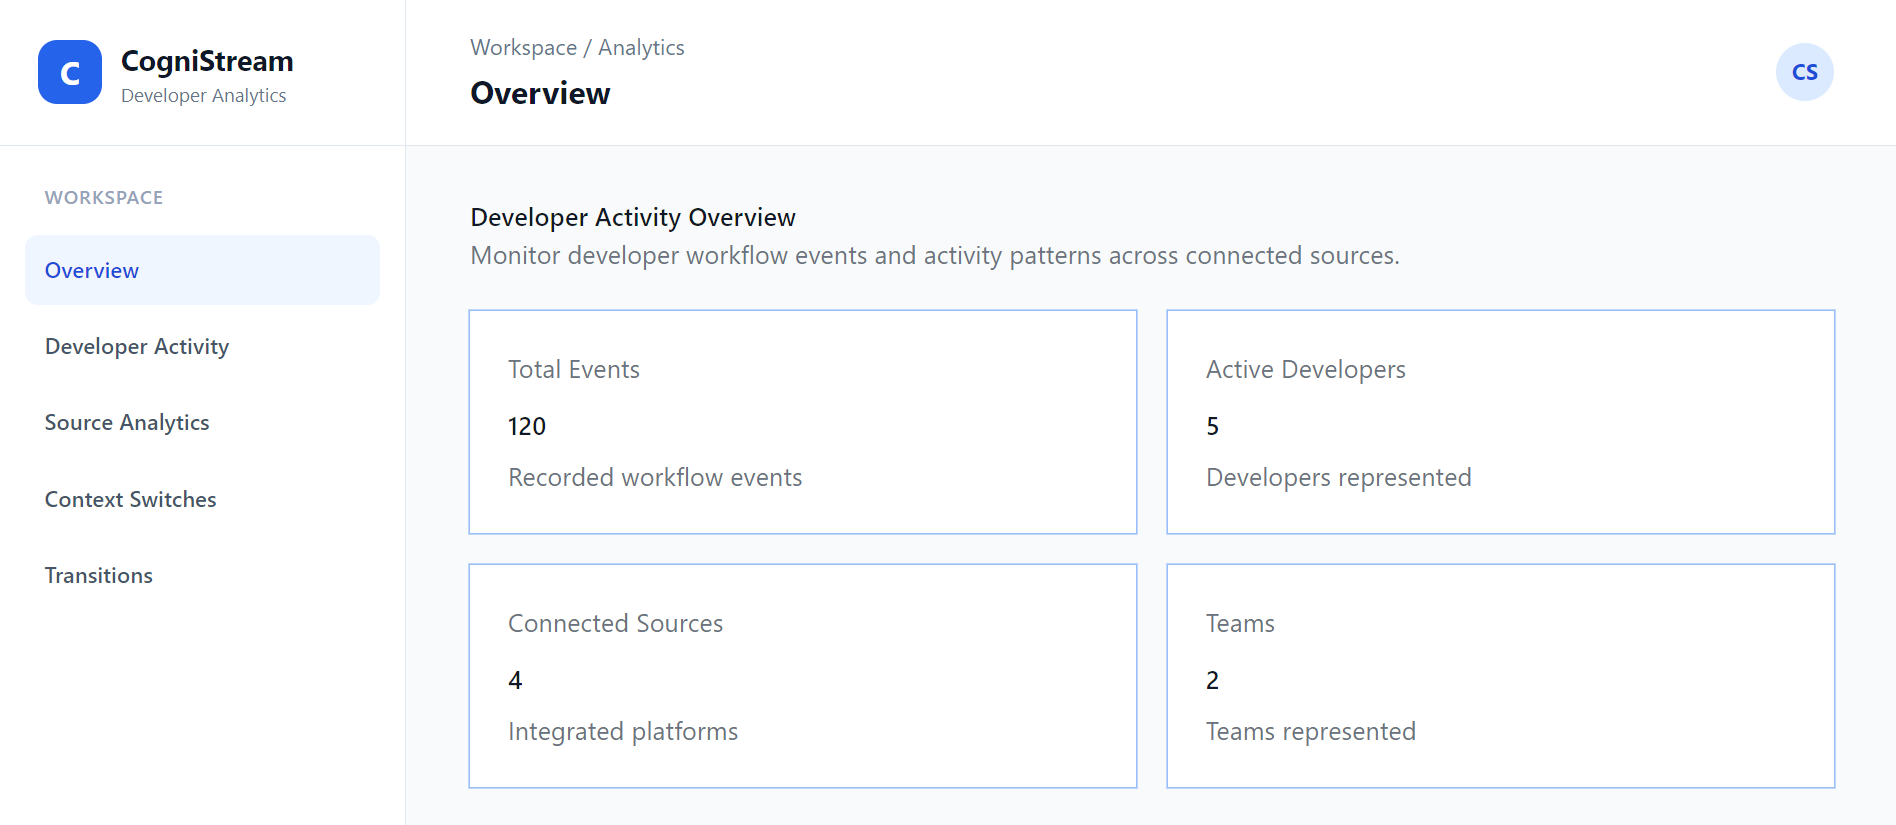 C
CogniStream
Developer Analytics
WORKSPACE
Overview
Developer Activity
Source Analytics
Context Switches
Transitions
Workspace / Analytics
Overview
CS
Developer Activity Overview
Monitor developer workflow events and activity patterns across connected sources.
Total Events
120
Recorded workflow events
Active Developers
5
Developers represented
Connected Sources
4
Integrated platforms
Teams
2
Teams represented